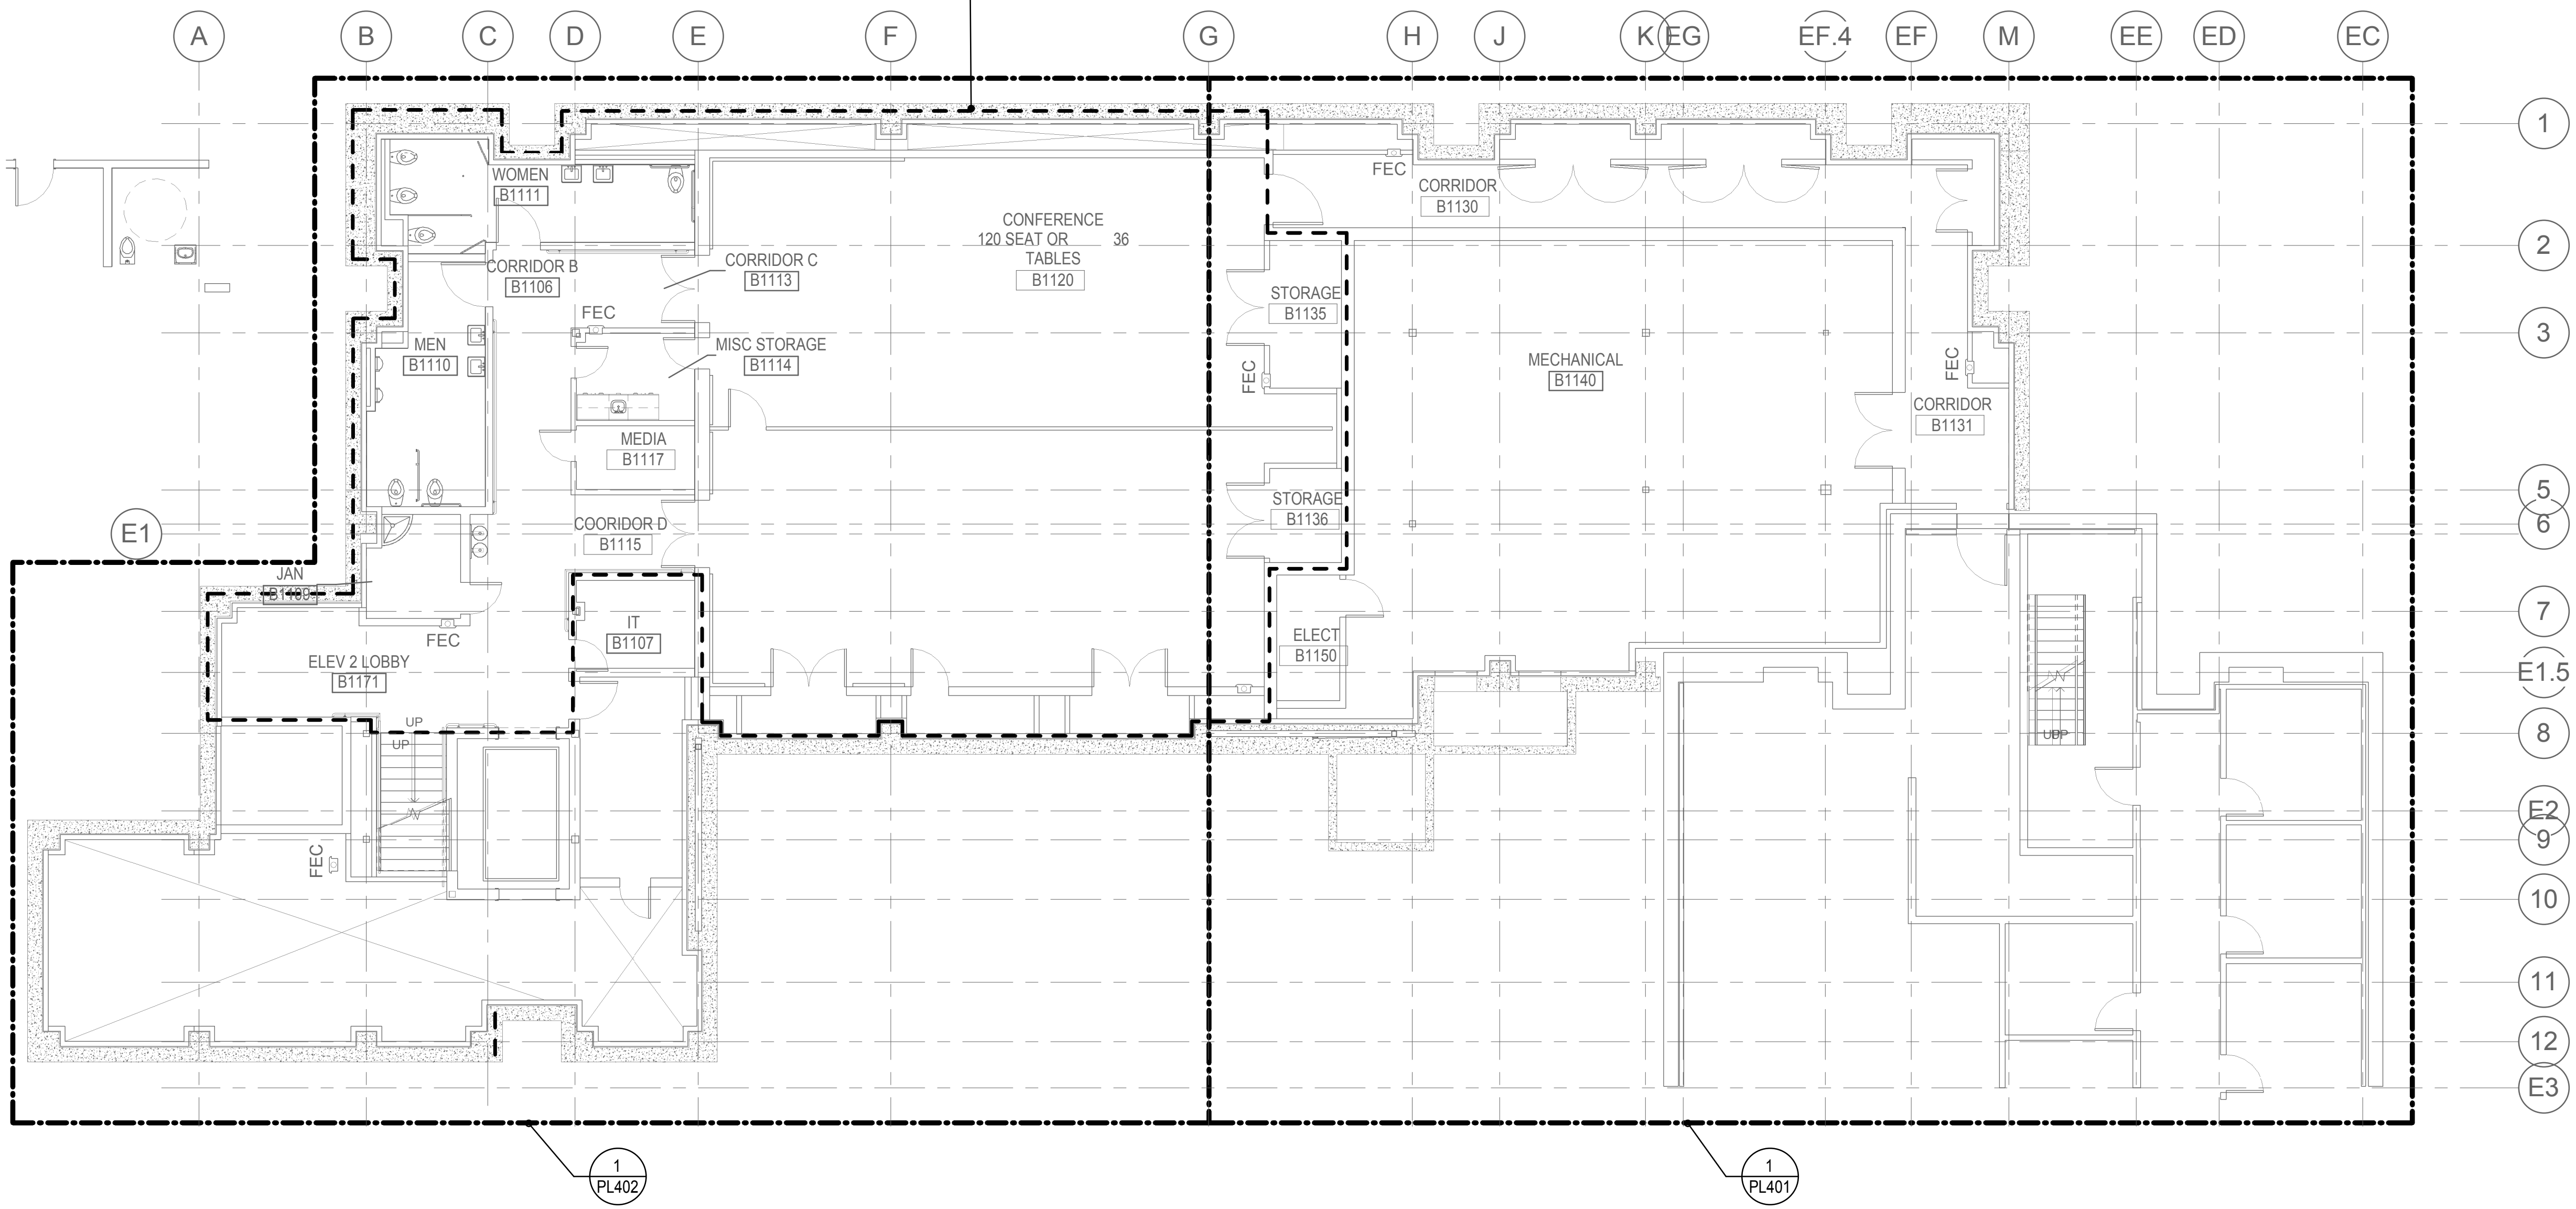 A B C D E F G H J K EG EF.4 EF M EE ED EC
1
2
3
5
6
E1
7
E1.5
8
E2
9
10
11
12
E3
WOMEN
B1111
CORRIDOR B
B1106
CORRIDOR C
B1113
CONFERENCE
120 SEAT OR 36
TABLES
B1120
FEC
CORRIDOR
B1130
STORAGE
B1135
FEC
MEN
B1110
MISC STORAGE
B1114
FEC
MECHANICAL
B1140
FEC
CORRIDOR
B1131
MEDIA
B1117
STORAGE
B1136
COORIDOR D
B1115
JAN
IT
B1107
FEC
ELECT
B1150
ELEV 2 LOBBY
B1171
UP
UP
FEC
1
PL402
1
PL401